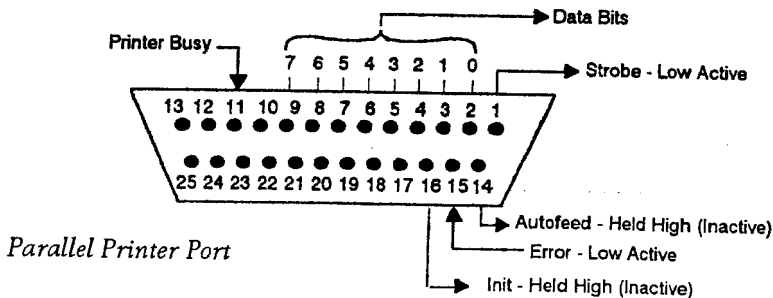 Data Bits
Printer Busy
7 6 5 4 3 2 1 0
Strobe - Low Active
13 12 11 10 9 8 7 6 5 4 3 2 1
25 24 23 22 21 20 19 18 17 16 15 14
Autofeed - Held High (Inactive)
Parallel Printer Port
Error - Low Active
Init - Held High (Inactive)